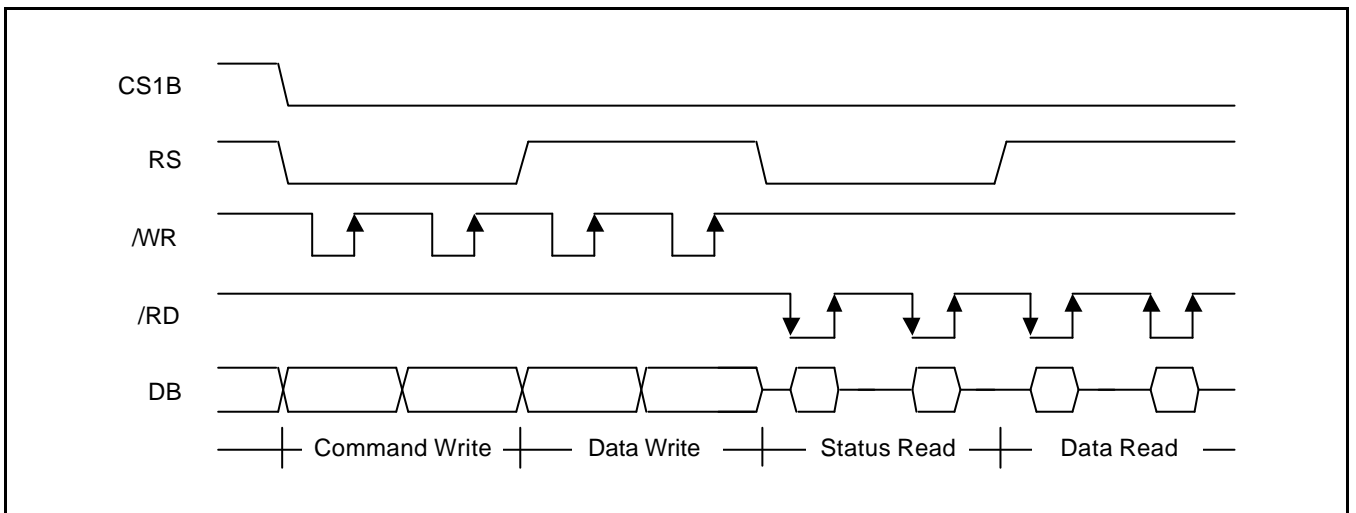 CS1B
RS
/WR
/RD
DB
Command Write
Data Write
Status Read
Data Read